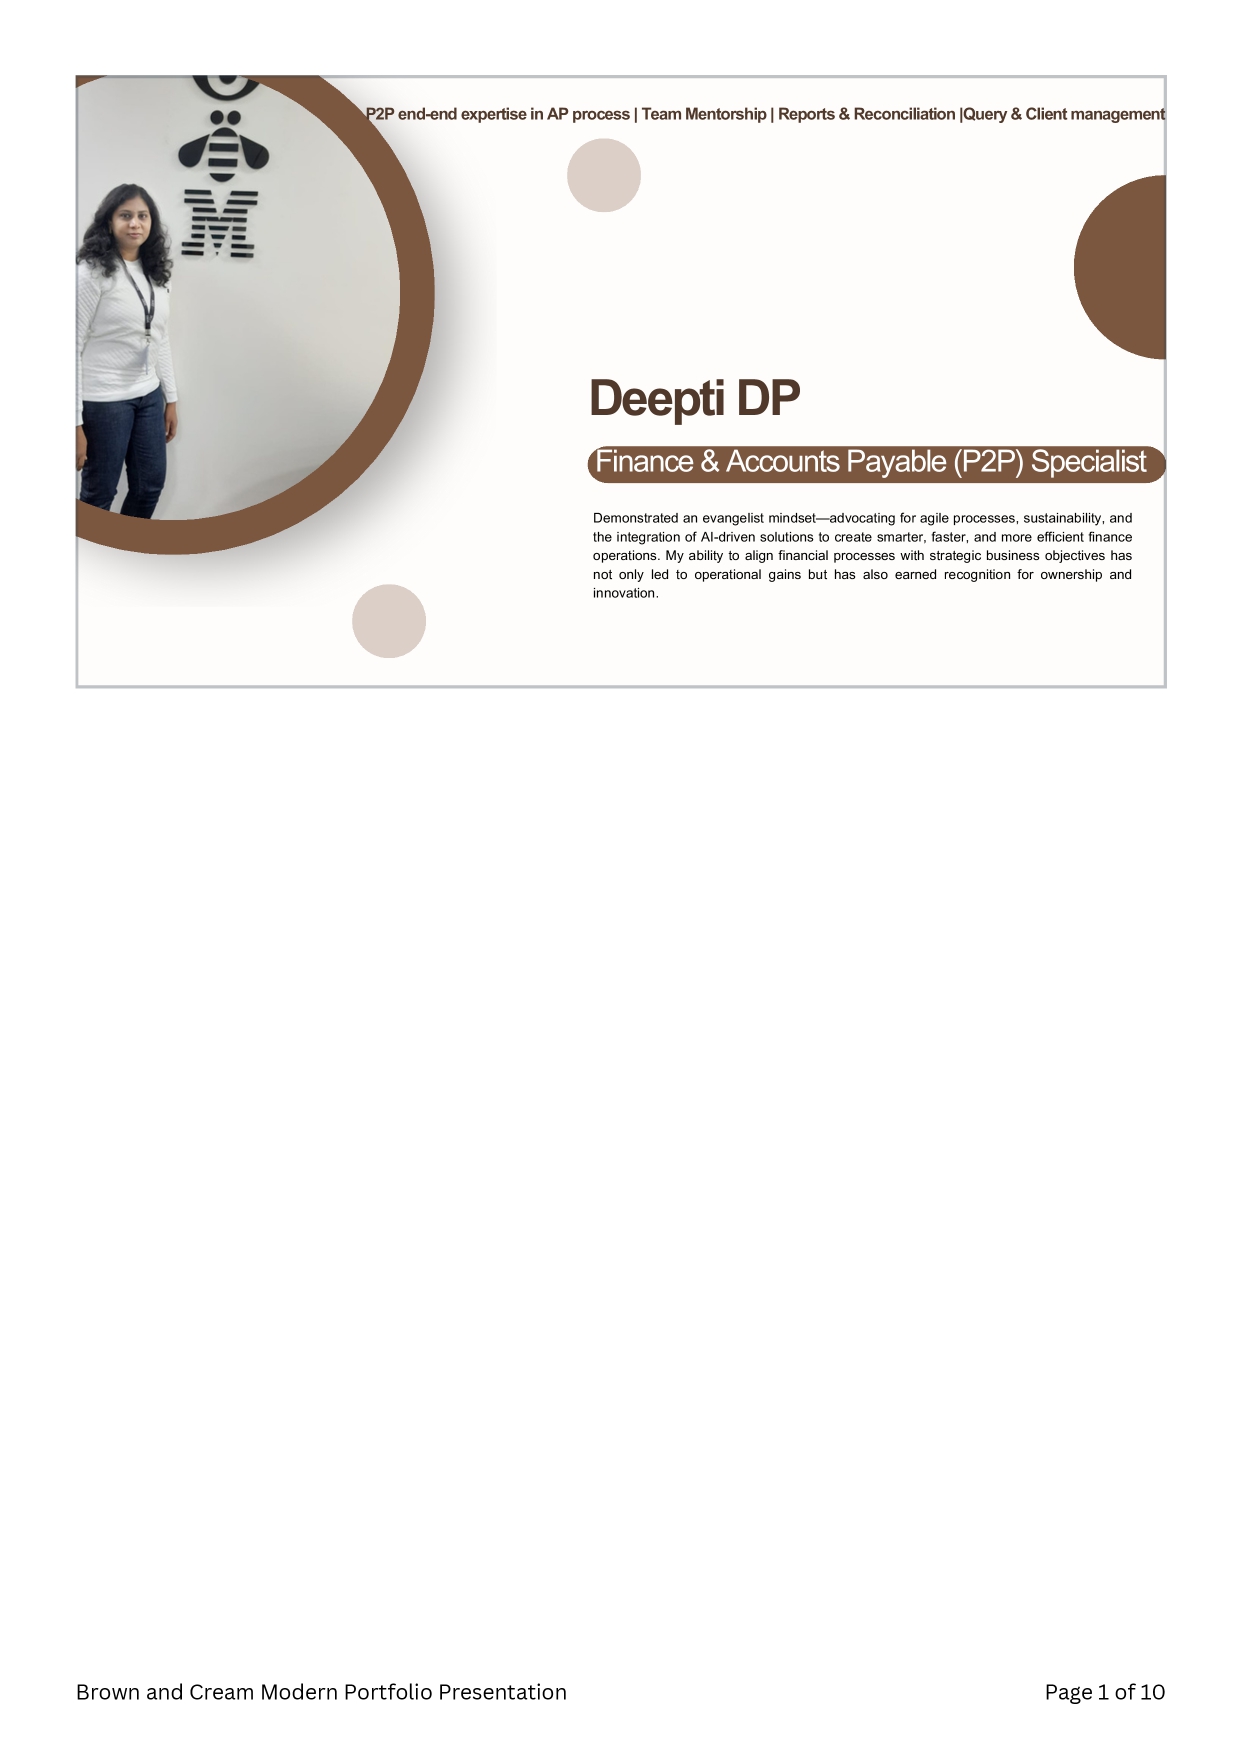 P2P end-end expertise in AP process | Team Mentorship | Reports & Reconciliation |Query & Client management
M
Deepti DP
Finance & Accounts Payable (P2P) Specialist
Demonstrated an evangelist mindset—advocating for agile processes, sustainability, and
the integration of AI-driven solutions to create smarter, faster, and more efficient finance
operations. My ability to align financial processes with strategic business objectives has
not only led to operational gains but has also earned recognition for ownership and
innovation.
Brown and Cream Modern Portfolio Presentation
Page 1 of 10